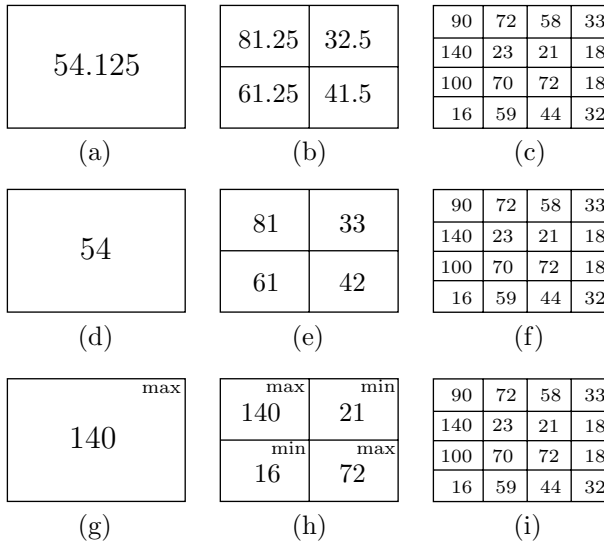 54.125
81.25 32.5
61.25 41.5
90 72 58 33
140 23 21 18
100 70 72 18
16 59 44 32
(a) (b) (c)
54
81 33
61 42
90 72 58 33
140 23 21 18
100 70 72 18
16 59 44 32
(d) (e) (f)
max
140
max min
140 21
min max
16 72
90 72 58 33
140 23 21 18
100 70 72 18
16 59 44 32
(g) (h) (i)